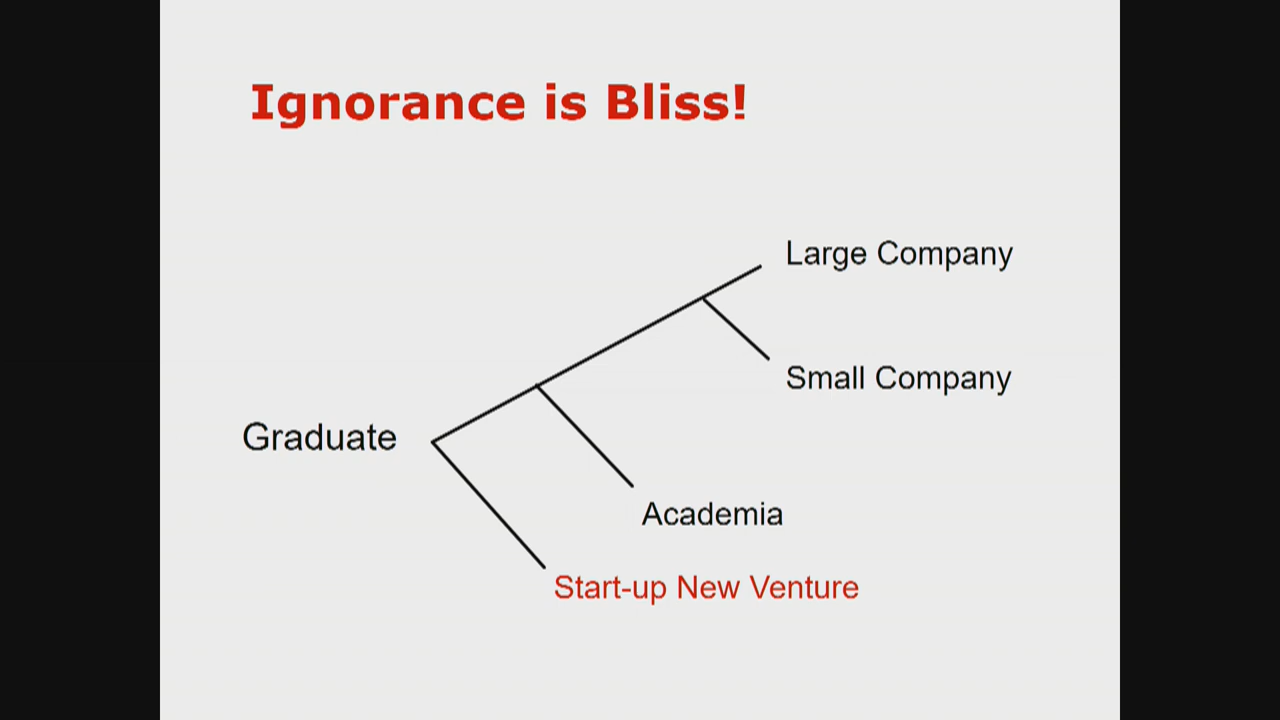 Ignorance is Bliss!
Large Company
Small Company
Graduate
Academia
Start-up New Venture